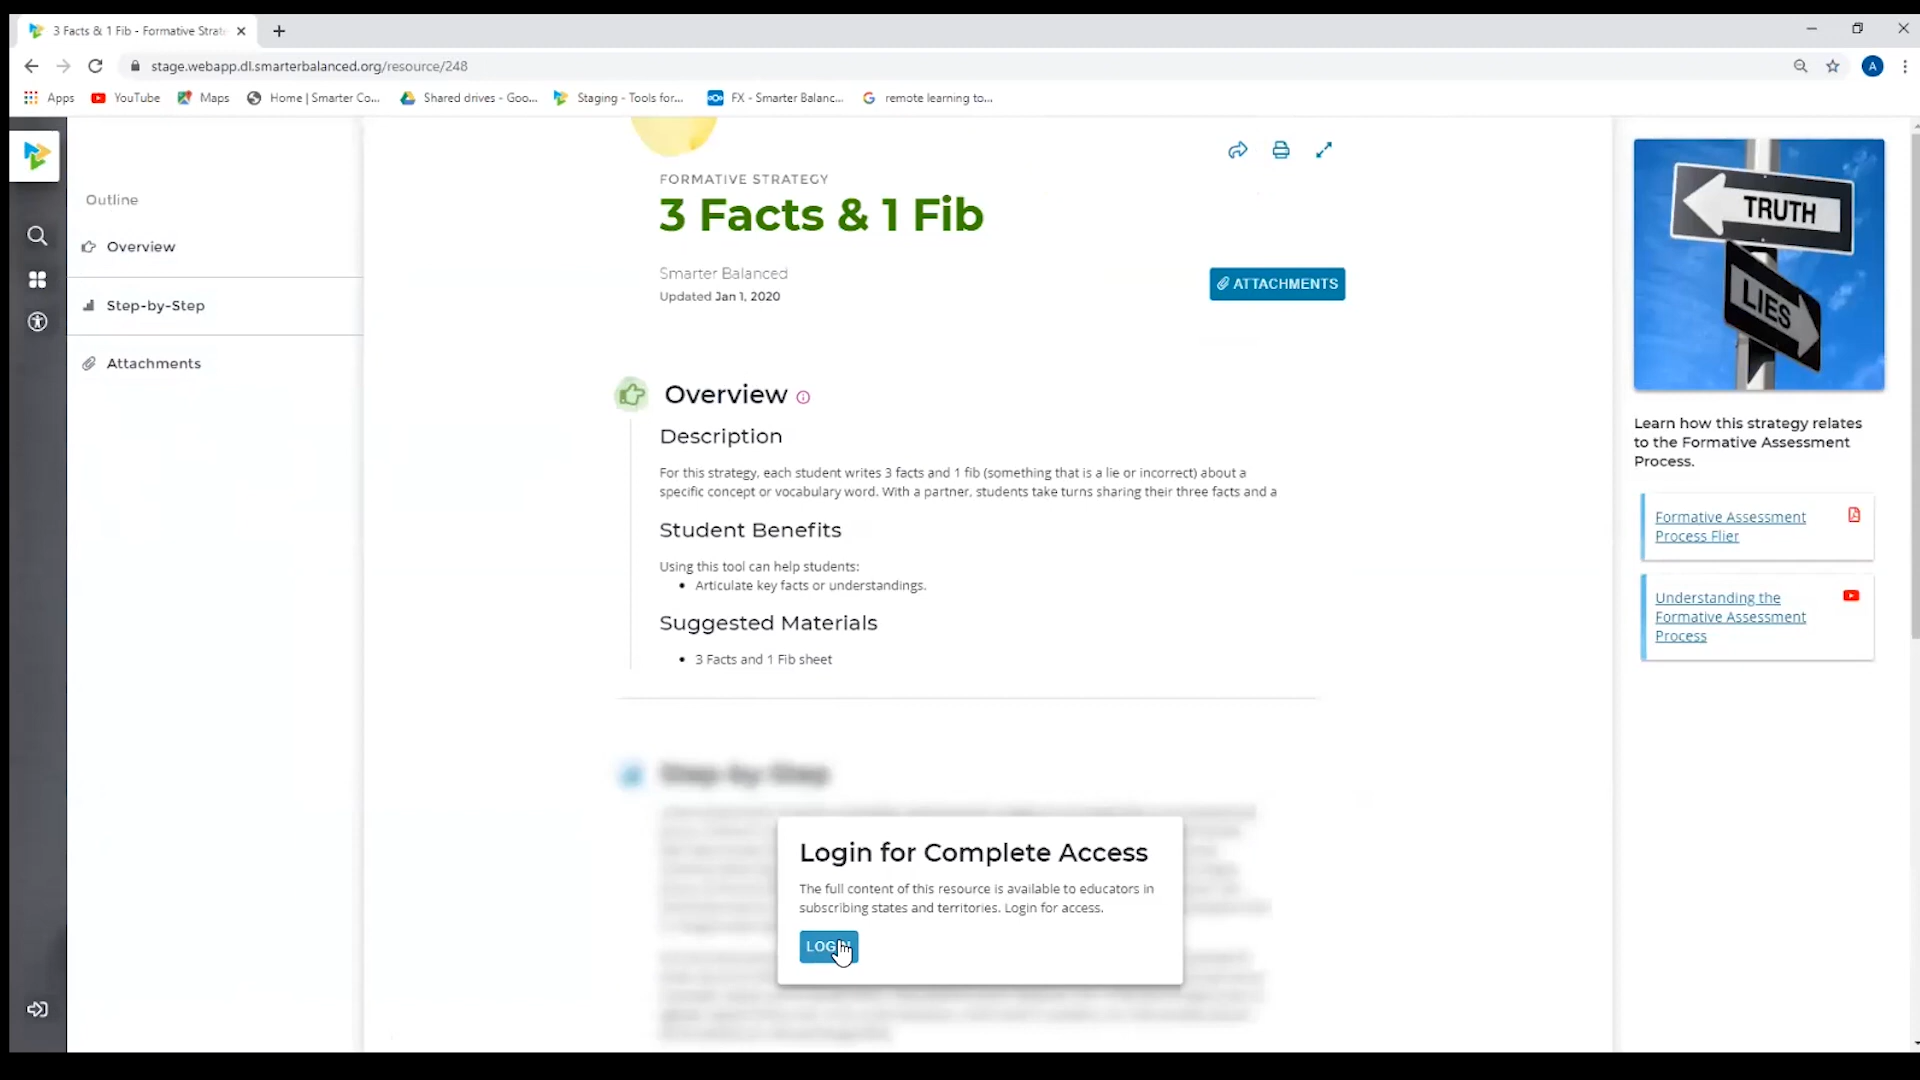 3 Facts & 1 Fib - Formative Strate
stage.webapp.dl.smarterbalanced.org/resource/248
A
Apps
YouTube
Maps
Home | Smarter Co...
Shared drives - Goo...
Staging - Tools for...
FX - Smarter Balanc...
remote learning to...
Outline
Overview
Step-by-Step
Attachments
FORMATIVE STRATEGY
3 Facts & 1 Fib
Smarter Balanced
Updated Jan 1, 2020
ATTACHMENTS
Overview
Description
For this strategy, each student writes 3 facts and 1 fib (something that is a lie or incorrect) about a
specific concept or vocabulary word. With a partner, students take turns sharing their three facts and a
Student Benefits
Using this tool can help students:
• Articulate key facts or understandings.
Suggested Materials
• 3 Facts and 1 Fib sheet
Step-by-Step
Login for Complete Access
The full content of this resource is available to educators in
subscribing states and territories. Login for access.
LOGIN
TRUTH
LIES
Learn how this strategy relates
to the Formative Assessment
Process.
Formative Assessment
Process Flier
Understanding the
Formative Assessment
Process